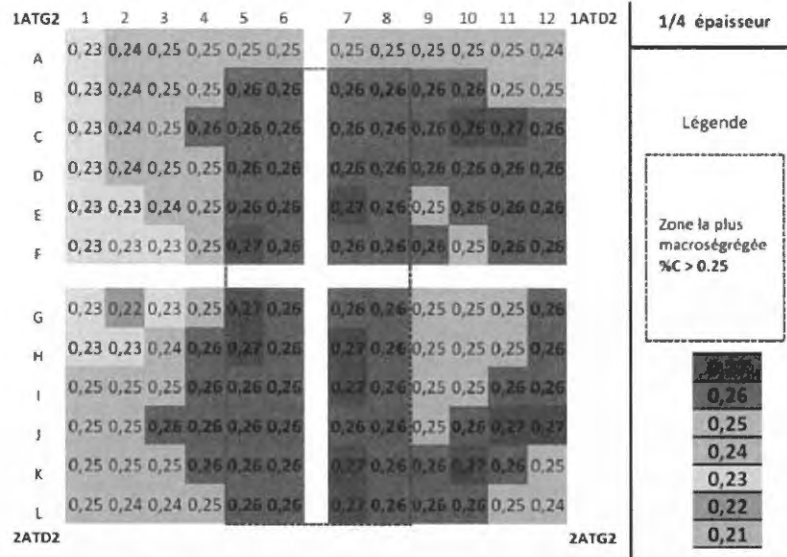 1ATG2 1 2 3 4 5 6 7 8 9 10 11 12 1ATD2
A 0,23 0,24 0,25 0,25 0,25 0,25 0,25 0,25 0,25 0,25 0,25 0,24
B 0,23 0,24 0,25 0,25 0,26 0,26 0,26 0,26 0,26 0,26 0,25 0,25
C 0,23 0,24 0,25 0,26 0,26 0,26 0,26 0,26 0,26 0,26 0,27 0,26
D 0,23 0,24 0,25 0,25 0,26 0,26 0,26 0,26 0,26 0,26 0,26 0,26
E 0,23 0,23 0,24 0,25 0,26 0,26 0,27 0,26 0,25 0,26 0,26 0,26
F 0,23 0,23 0,23 0,25 0,27 0,26 0,26 0,26 0,26 0,25 0,26 0,26
G 0,23 0,22 0,23 0,25 0,27 0,26 0,26 0,26 0,25 0,25 0,25 0,26
H 0,23 0,23 0,24 0,26 0,27 0,26 0,27 0,26 0,25 0,25 0,25 0,26
I 0,25 0,25 0,25 0,26 0,26 0,26 0,27 0,26 0,25 0,25 0,26 0,26
J 0,25 0,25 0,26 0,26 0,26 0,26 0,26 0,26 0,25 0,26 0,27 0,27
K 0,25 0,25 0,25 0,26 0,26 0,26 0,27 0,26 0,26 0,27 0,26 0,25
L 0,25 0,24 0,24 0,25 0,26 0,26 0,27 0,26 0,26 0,26 0,25 0,24
2ATD2 2ATG2
1/4 épaisseur
Légende
Zone la plus
macroségrégée
%C > 0.25
0,26
0,25
0,24
0,23
0,22
0,21